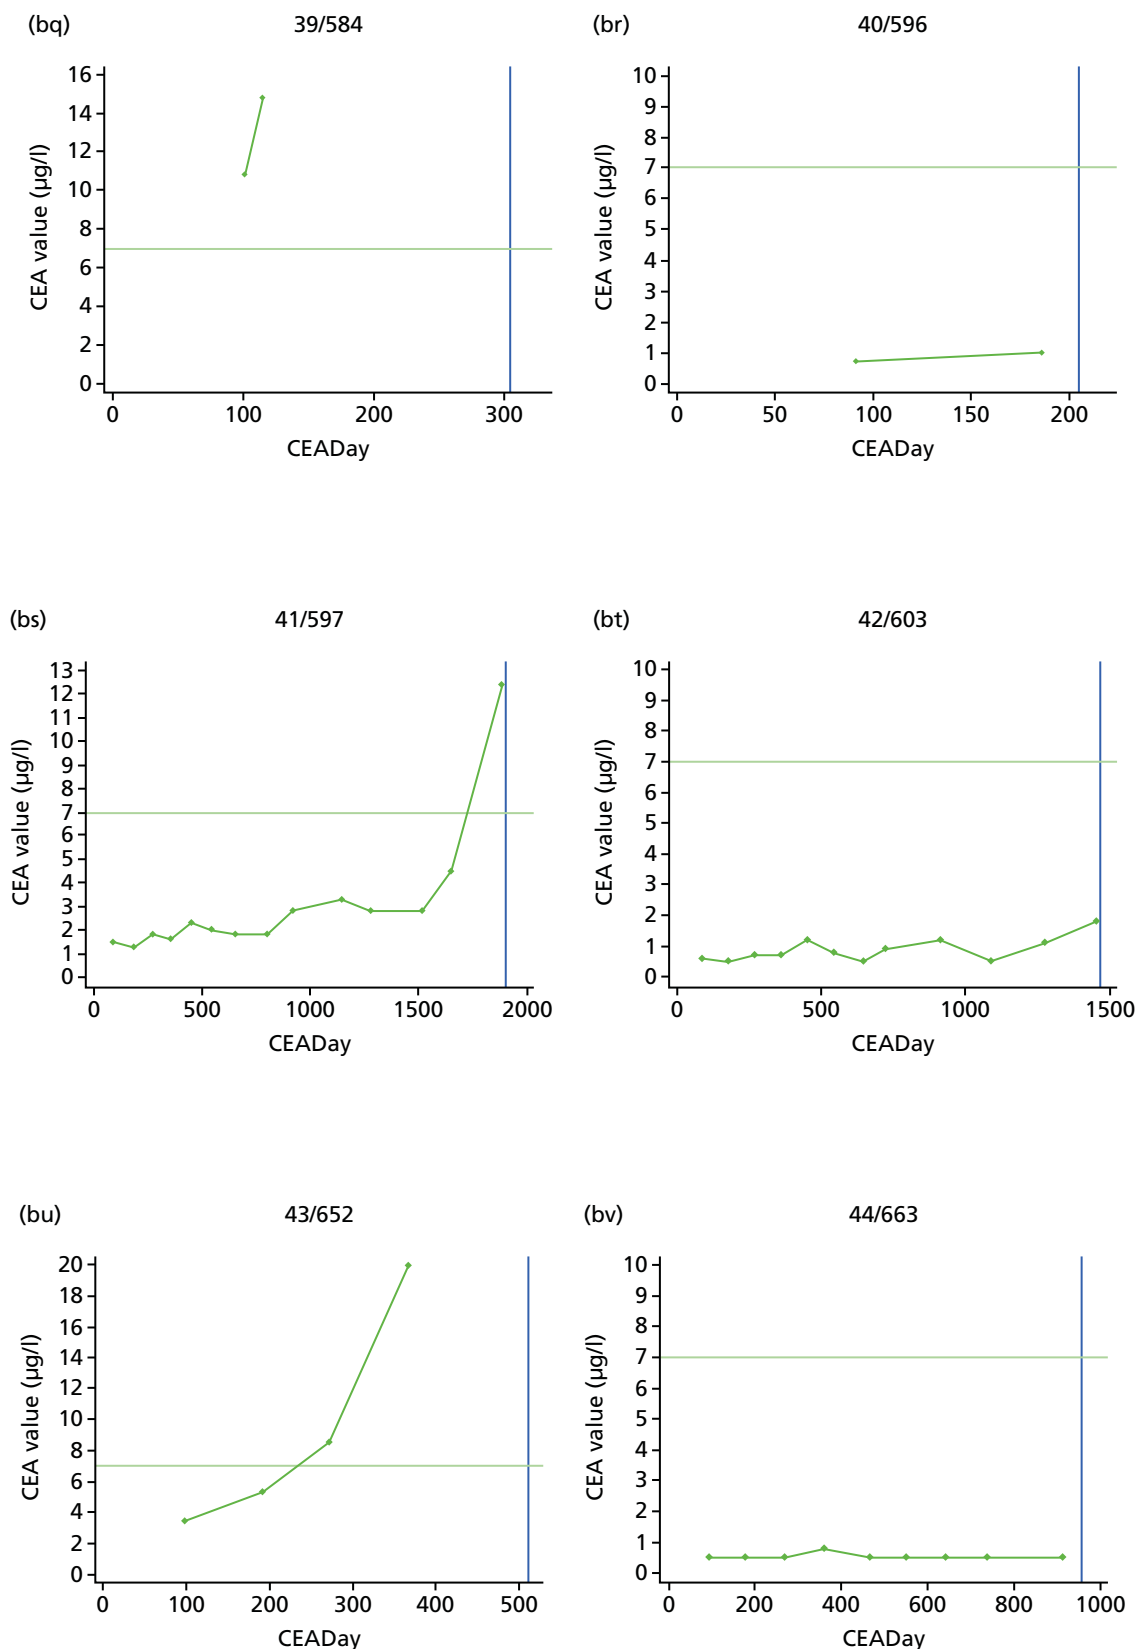 (bq) 39/584
16
14
12
10
8
6
4
2
0
CEA value (µg/l)
0 100 200 300
CEADay
(br) 40/596
10
9
8
7
6
5
4
3
2
1
0
CEA value (µg/l)
0 50 100 150 200
CEADay
(bs) 41/597
13
12
11
10
9
8
7
6
5
4
3
2
1
0
CEA value (µg/l)
0 500 1000 1500 2000
CEADay
(bt) 42/603
10
9
8
7
6
5
4
3
2
1
0
CEA value (µg/l)
0 500 1000 1500
CEADay
(bu) 43/652
20
18
16
14
12
10
8
6
4
2
0
CEA value (µg/l)
0 100 200 300 400 500
CEADay
(bv) 44/663
10
9
8
7
6
5
4
3
2
1
0
CEA value (µg/l)
0 200 400 600 800 1000
CEADay